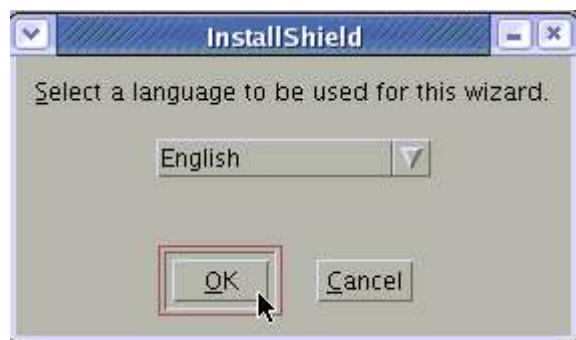 InstallShield
Select a language to be used for this wizard.
English
OK
Cancel